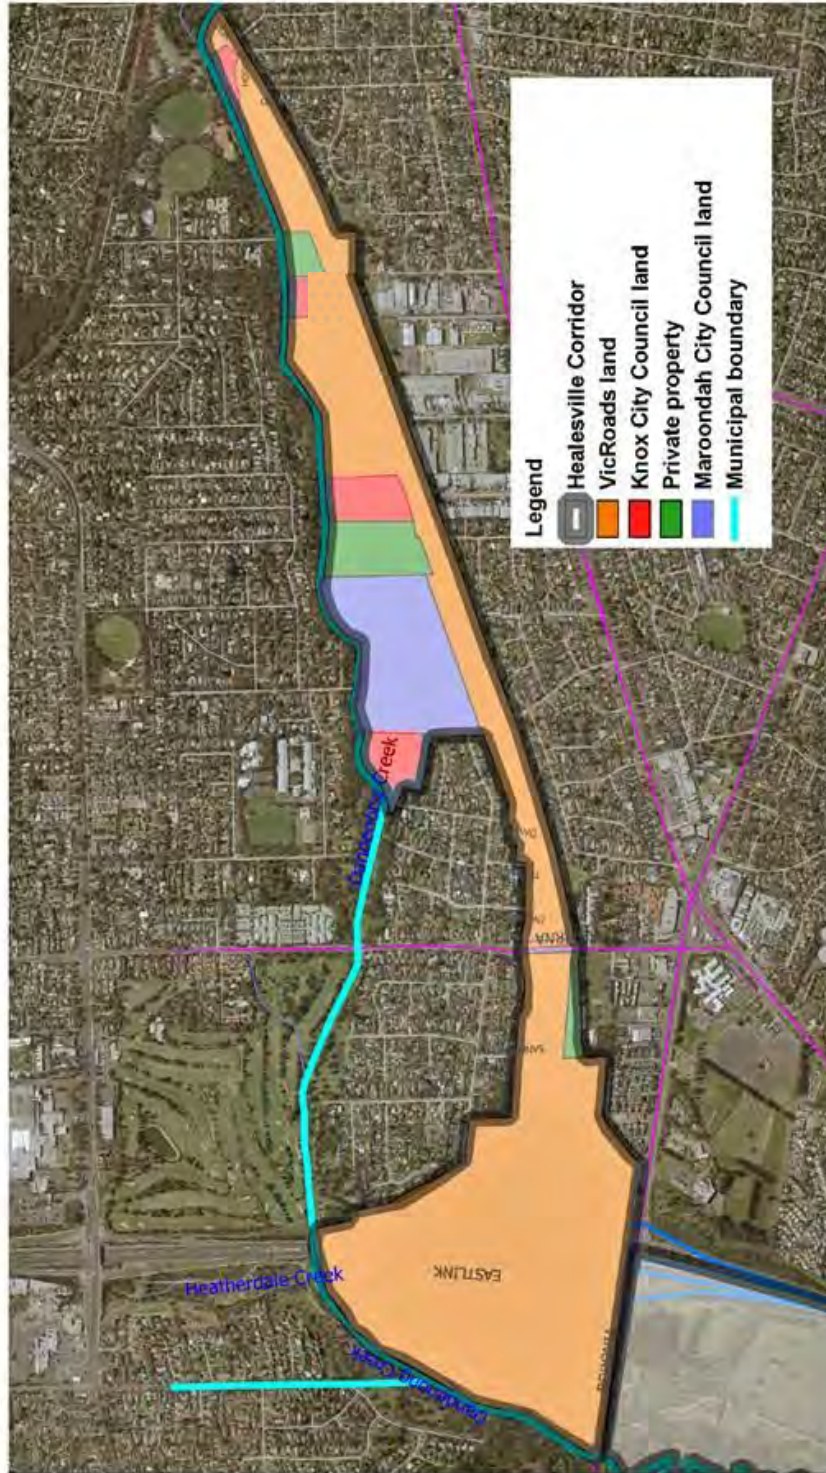 Legend
Healesville Corridor
VicRoads land
Knox City Council land
Private property
Maroondah City Council land
Municipal boundary
Creek
Heatherdale Creek
EASTLINK
Dandenong Creek